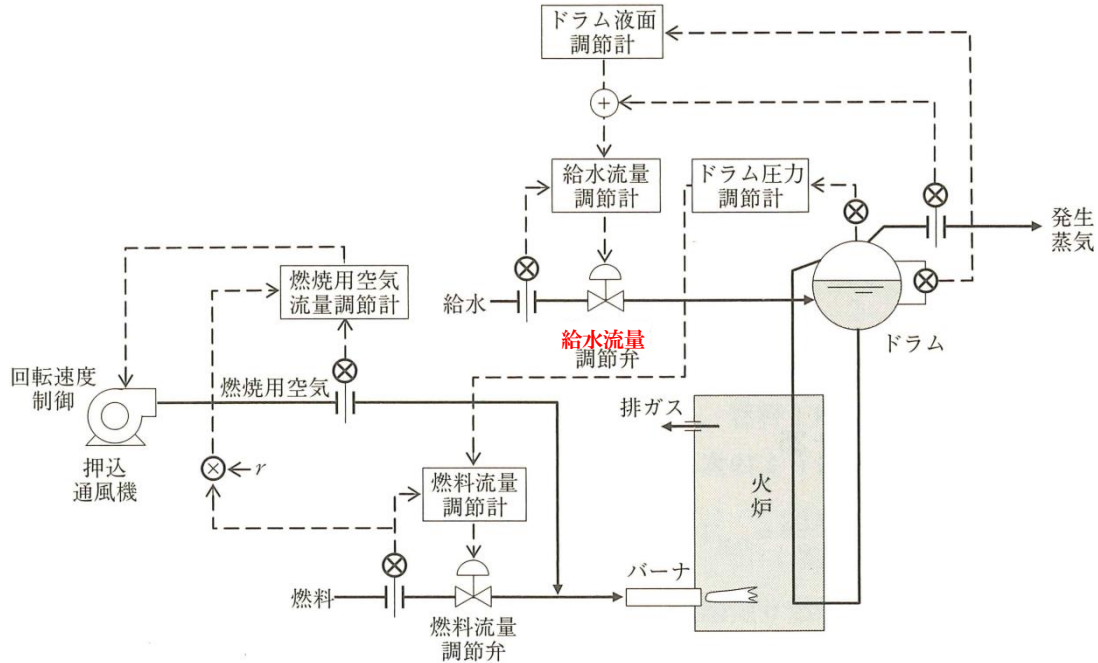 ドラム液面
調節計
+
給水流量
調節計
ドラム圧力
調節計
発生
蒸気
燃焼用空気
流量調節計
給水
給水流量
調節弁
ドラム
回転速度
制御
燃焼用空気
押込
通風機
r
排ガス
燃料流量
調節計
火炉
バーナ
燃料
燃料流量
調節弁